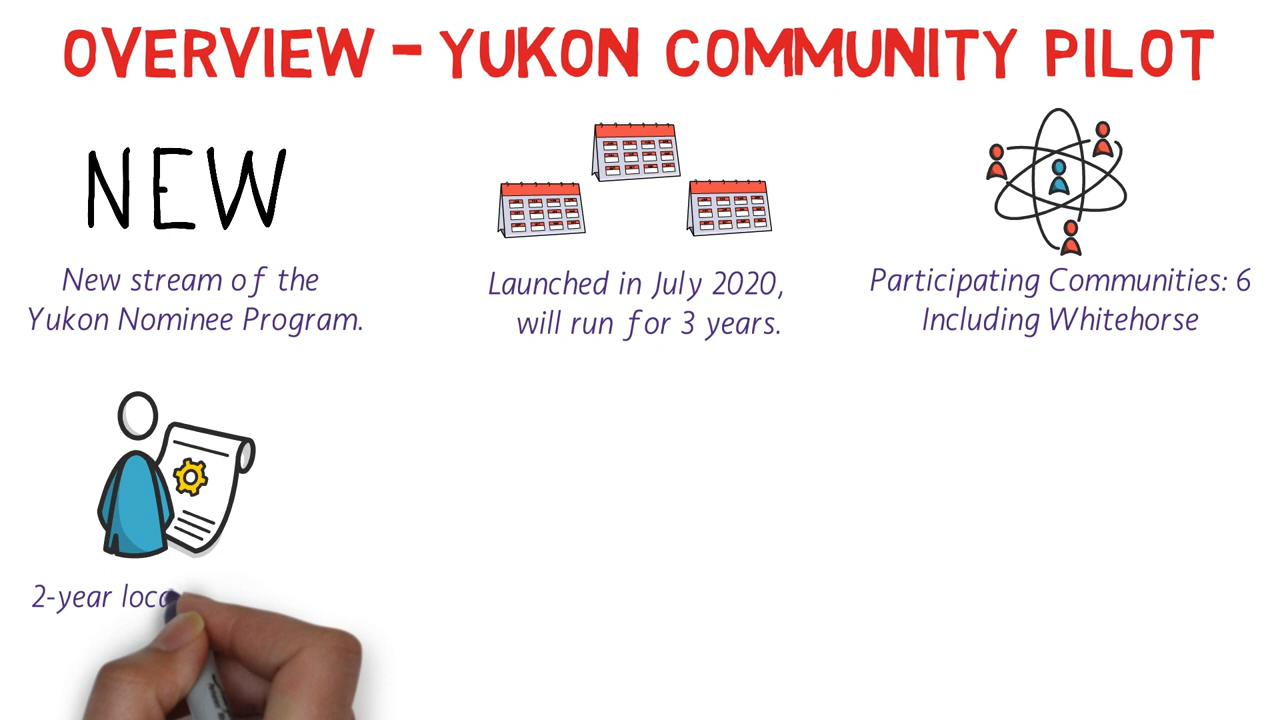 OVERVIEW - YUKON COMMUNITY PILOT
NEW
New stream of the
Yukon Nominee Program.
Launched in July 2020,
will run for 3 years.
Participating Communities: 6
Including Whitehorse
2-year loca